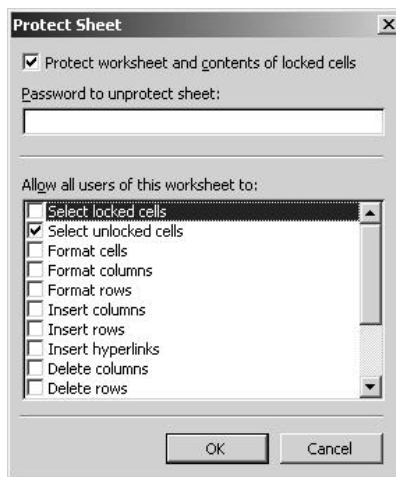 Protect Sheet
Protect worksheet and contents of locked cells
Password to unprotect sheet:
Allow all users of this worksheet to:
Select locked cells
Select unlocked cells
Format cells
Format columns
Format rows
Insert columns
Insert rows
Insert hyperlinks
Delete columns
Delete rows
OK Cancel